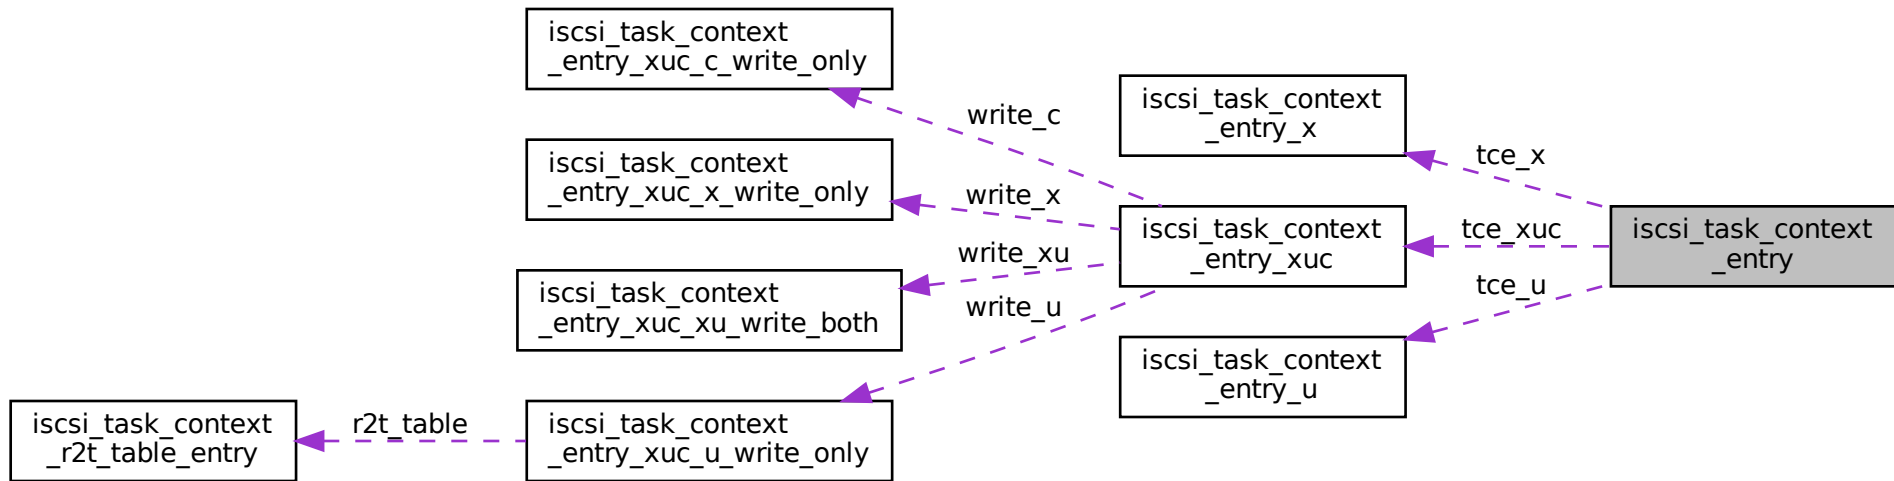 iscsi_task_context
_entry_xuc_c_write_only
iscsi_task_context
_entry_x
write_c
iscsi_task_context
_entry_xuc_x_write_only
tce_x
write_x
iscsi_task_context
_entry_xuc
tce_xuc
iscsi_task_context
_entry
write_xu
iscsi_task_context
_entry_xuc_xu_write_both
tce_u
write_u
iscsi_task_context
_entry_u
iscsi_task_context
_r2t_table_entry
r2t_table
iscsi_task_context
_entry_xuc_u_write_only